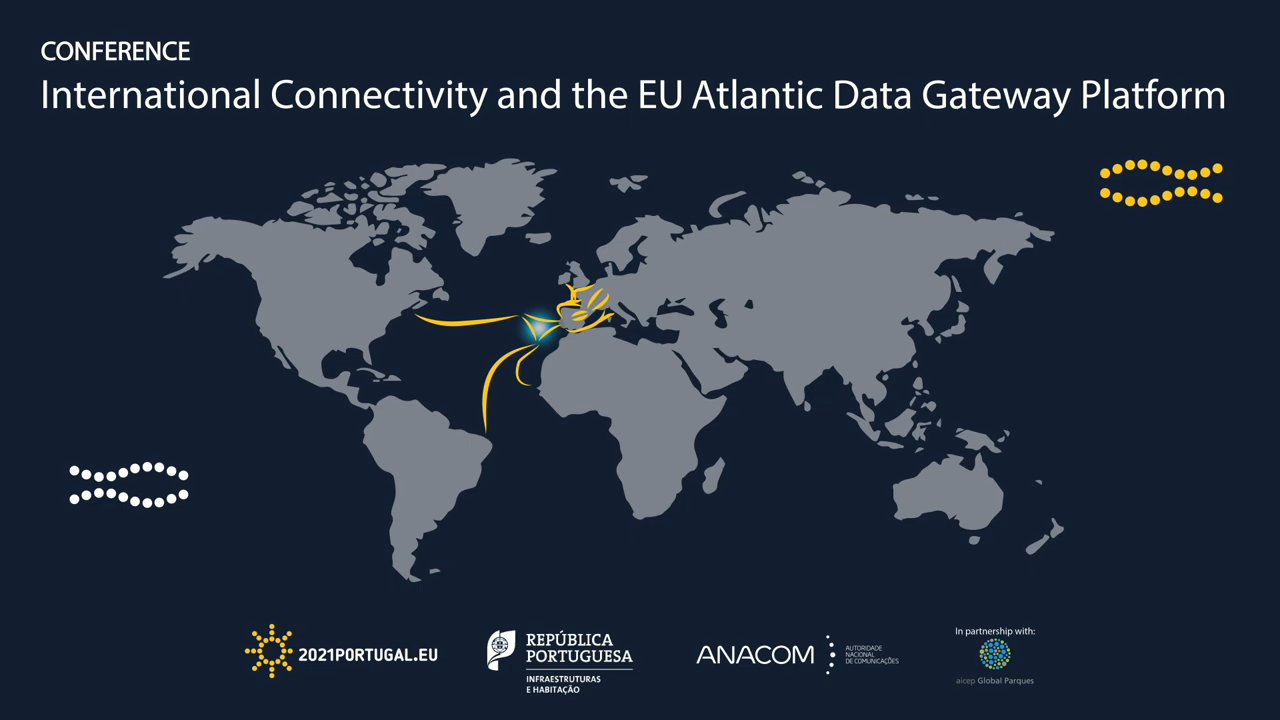 CONFERENCE
International Connectivity and the EU Atlantic Data Gateway Platform
2021PORTUGAL.EU
REPÚBLICA
PORTUGUESA
INFRAESTRUTURAS
E HABITAÇÃO
ANACOM
AUTORIDADE
NACIONAL
DE COMUNICAÇÕES
In partnership with:
aicep Global Parques